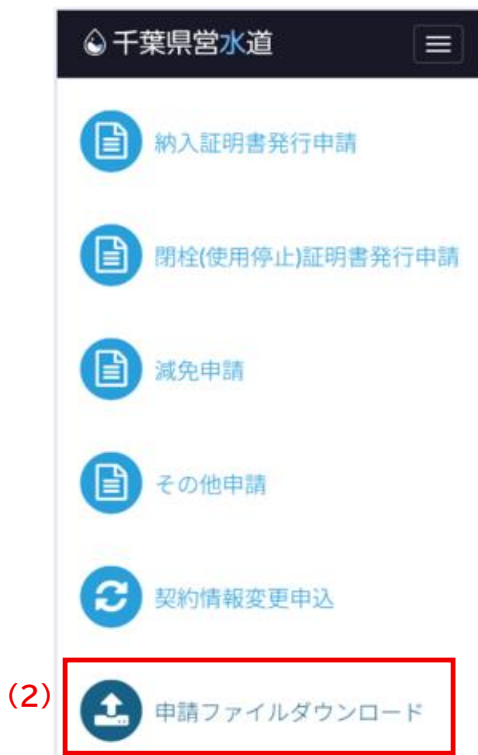 千葉県営水道
納入証明書発行申請
閉栓(使用停止)証明書発行申請
減免申請
その他申請
契約情報変更申込
(2)
申請ファイルダウンロード